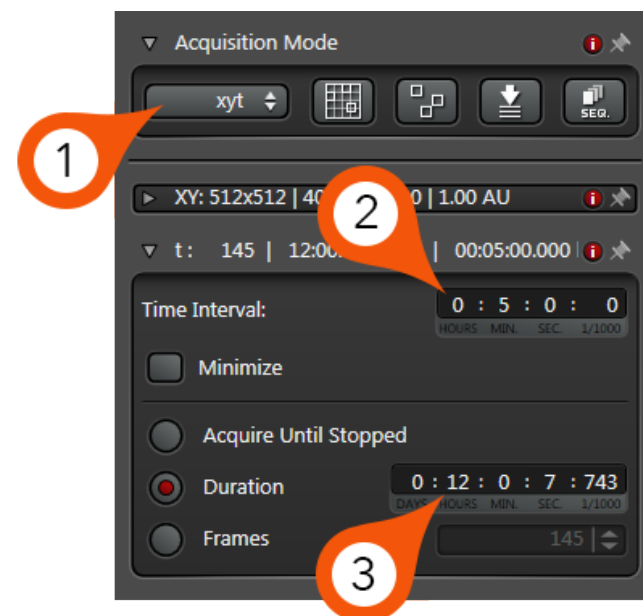 Acquisition Mode
xyt
SEQ.
1
XY: 512x512 | 40 0 | 1.00 AU
2
t: 145 | 12:00. | 00:05:00.000
Time Interval: 0 : 5 : 0 : 0
HOURS MIN. SEC. 1/1000
Minimize
Acquire Until Stopped
Duration 0 : 12 : 0 : 7 : 743
DAYS HOURS MIN. SEC. 1/1000
Frames 145
3